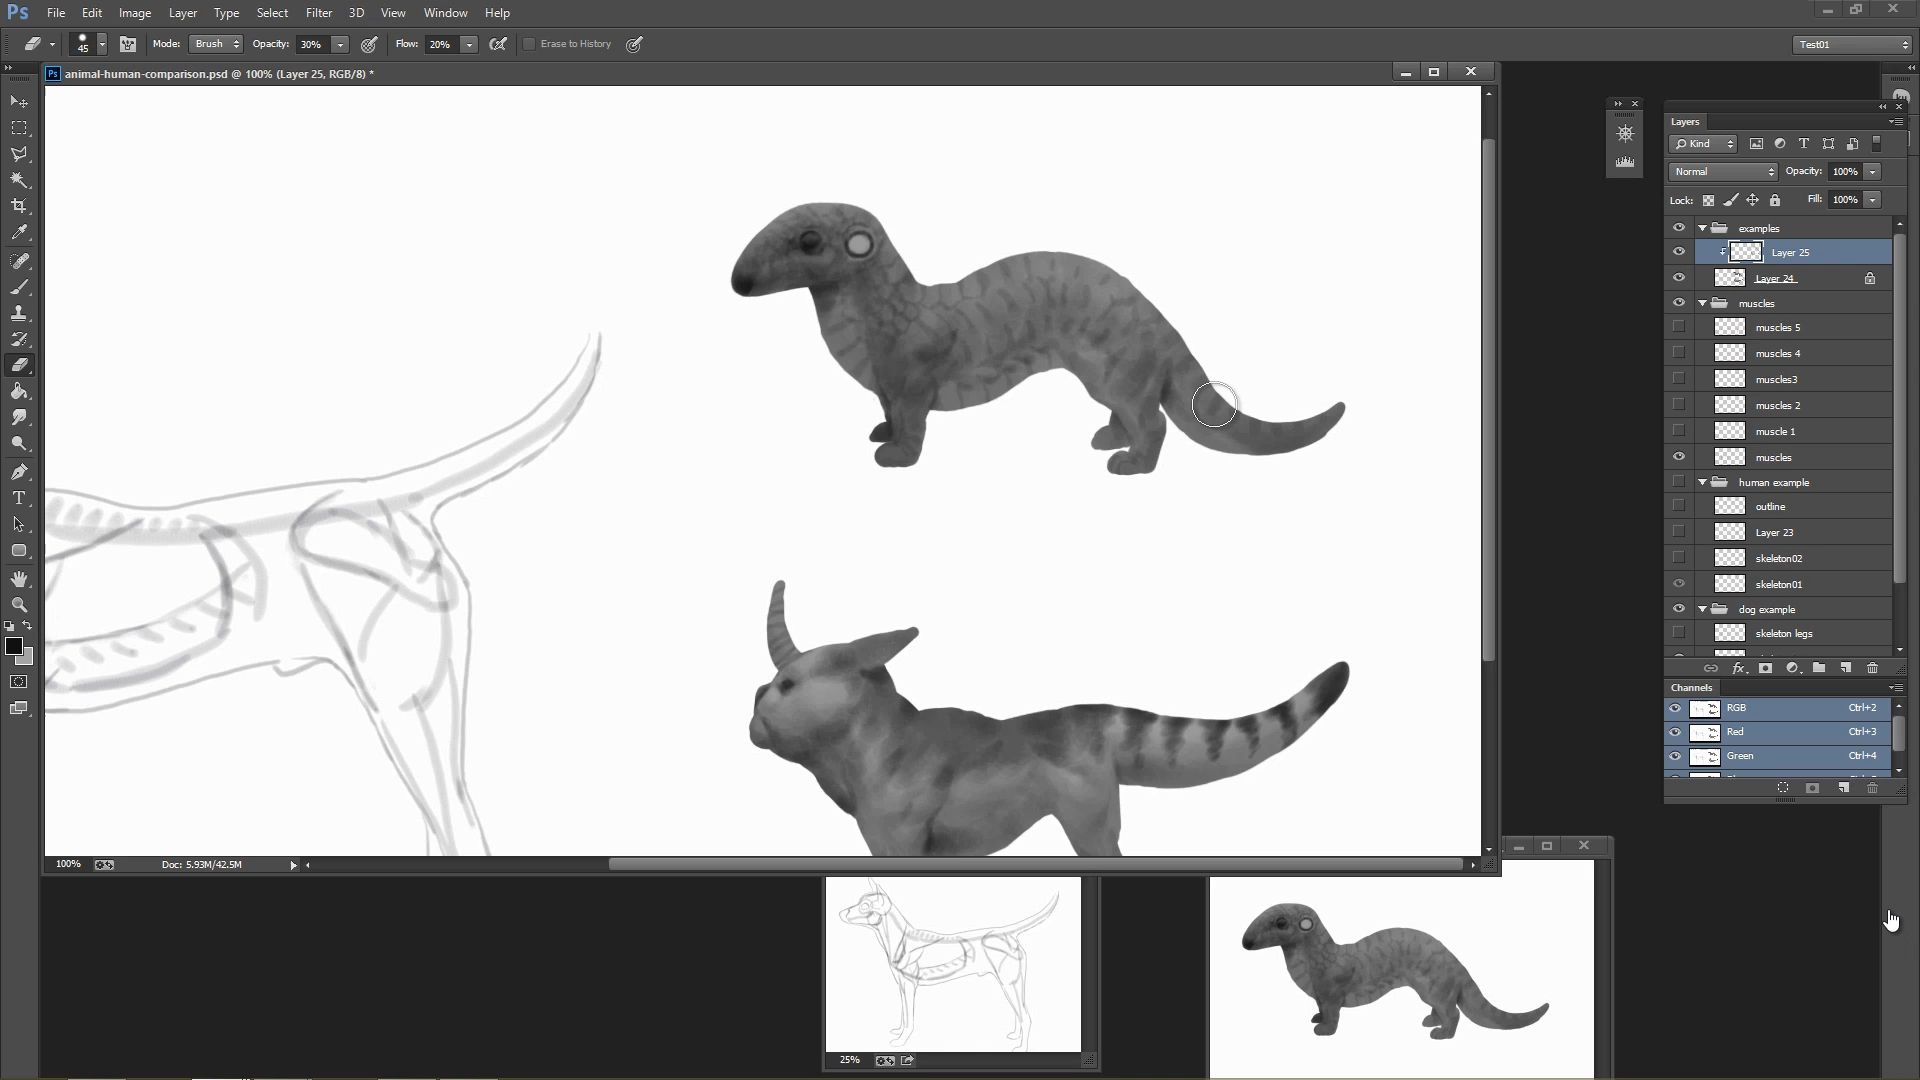 Ps File Edit Image Layer Type Select Filter 3D View Window Help
45 Mode: Brush Opacity: 30% Flow: 20% Erase to History Test01
Ps animal-human-comparison.psd @ 100% (Layer 25, RGB/8) *
Layers
Kind
Normal Opacity: 100%
Lock: Fill: 100%
examples
Layer 25
Layer 24
muscles
muscles 5
muscles 4
muscles3
muscles 2
muscle 1
muscles
human example
outline
Layer 23
skeleton02
skeleton01
dog example
skeleton legs
fx
Channels
RGB Ctrl+2
Red Ctrl+3
Green Ctrl+4
100% Doc: 5.93M/42.5M
25%